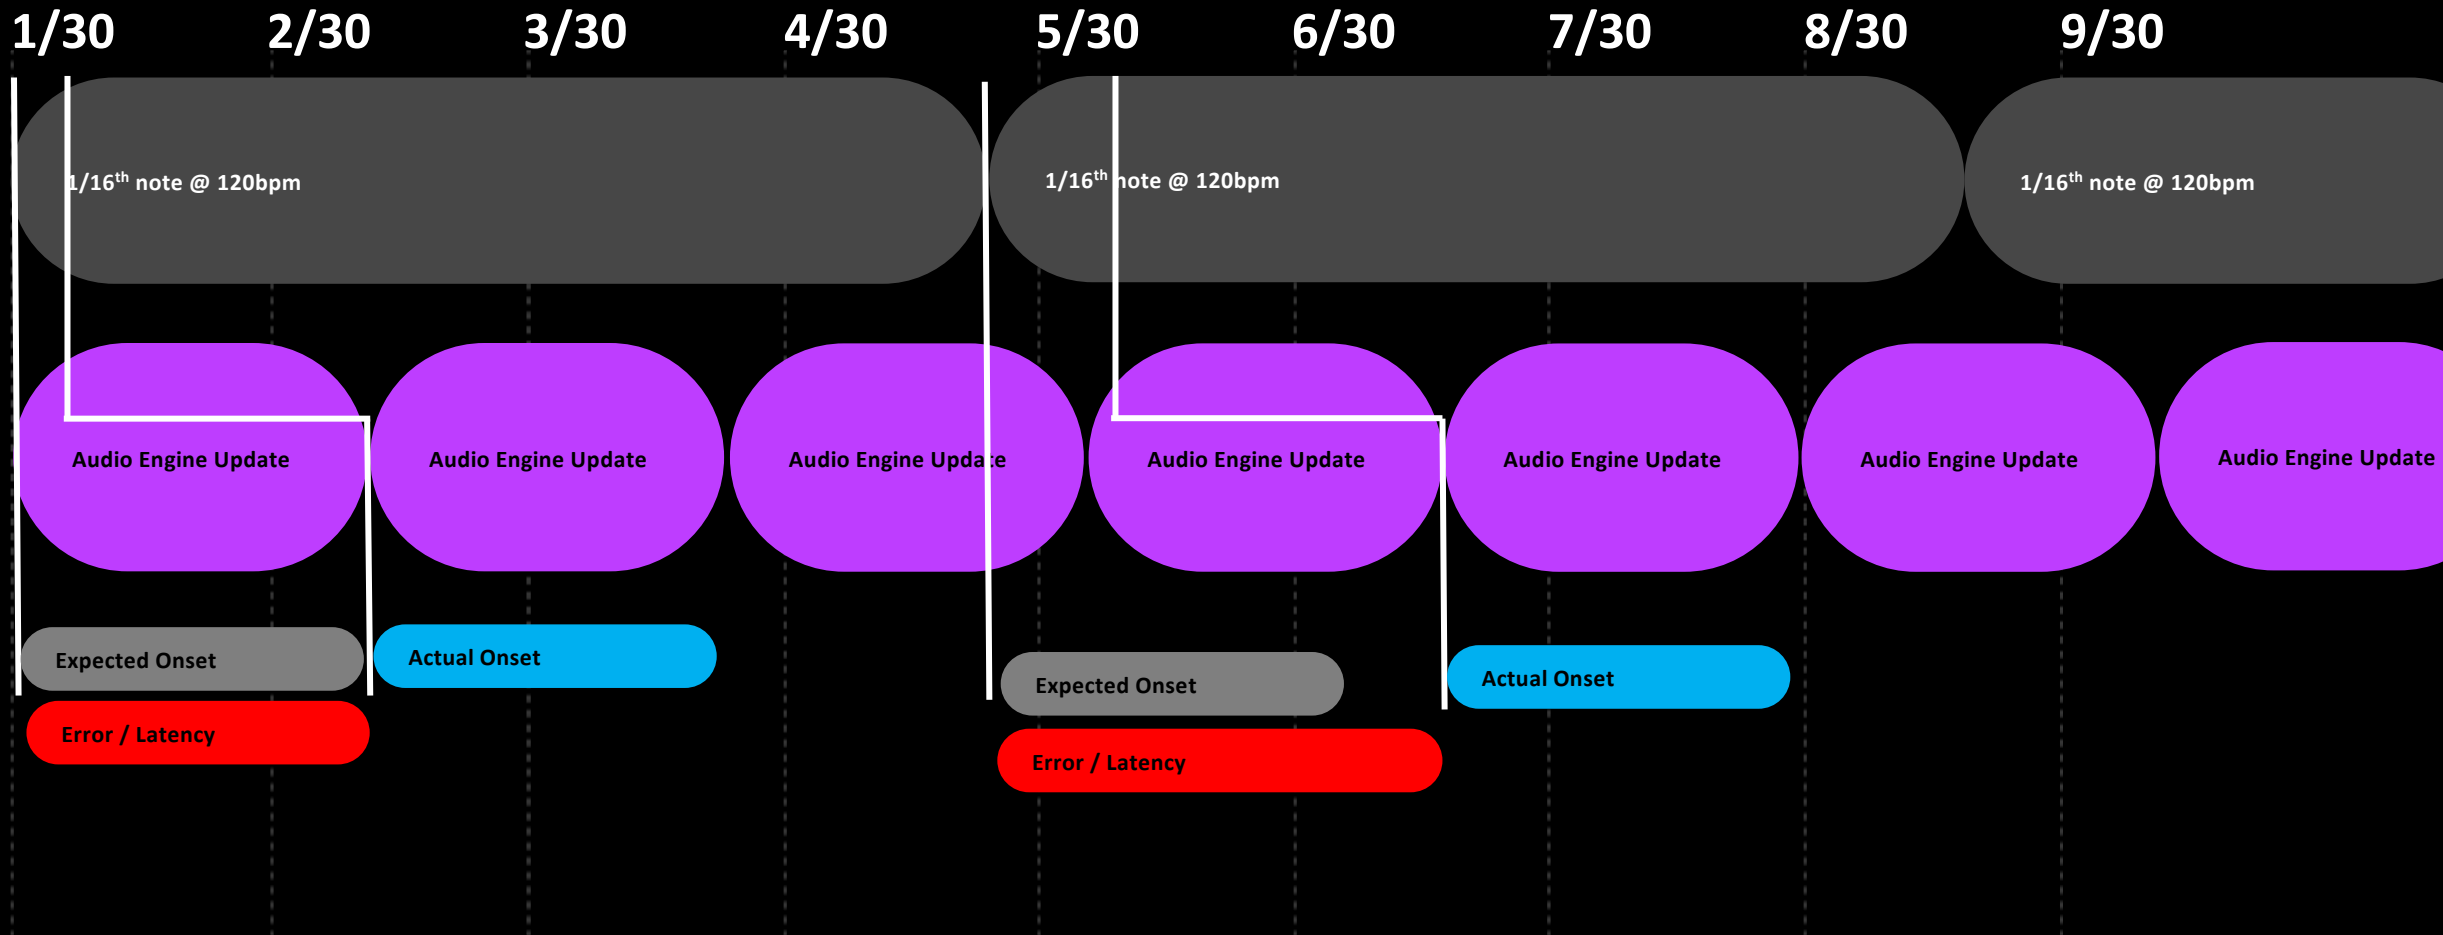 1/30 2/30 3/30 4/30 5/30 6/30 7/30 8/30 9/30
1/16th note @ 120bpm
1/16th note @ 120bpm
1/16th note @ 120bpm
Audio Engine Update
Audio Engine Update
Audio Engine Update
Audio Engine Update
Audio Engine Update
Audio Engine Update
Audio Engine Update
Expected Onset
Actual Onset
Error / Latency
Expected Onset
Actual Onset
Error / Latency